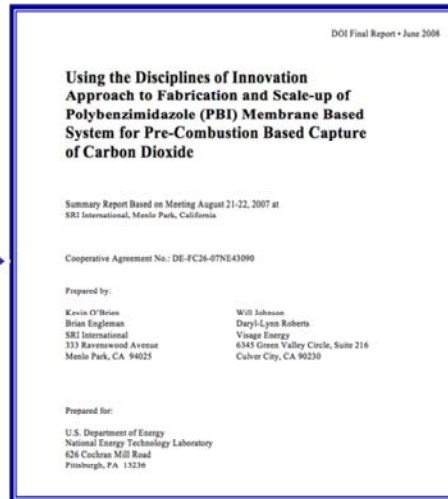 DOI Final Report • June 2008
Using the Disciplines of Innovation
Approach to Fabrication and Scale-up of
Polybenzimidazole (PBI) Membrane Based
System for Pre-Combustion Based Capture
of Carbon Dioxide
Summary Report Based on Meeting August 21-22, 2007 at
SRI International, Menlo Park, California
Cooperative Agreement No.: DE-FC26-07NE43090
Prepared by:
Kevin O'Brien
Brian Engleman
SRI International
333 Ravenswood Avenue
Menlo Park, CA 94025
Will Johnson
Daryl-Lynn Roberts
Visage Energy
6345 Green Valley Circle, Suite 216
Culver City, CA 90230
Prepared for:
U.S. Department of Energy
National Energy Technology Laboratory
626 Cochran Mill Road
Pittsburgh, PA 15236